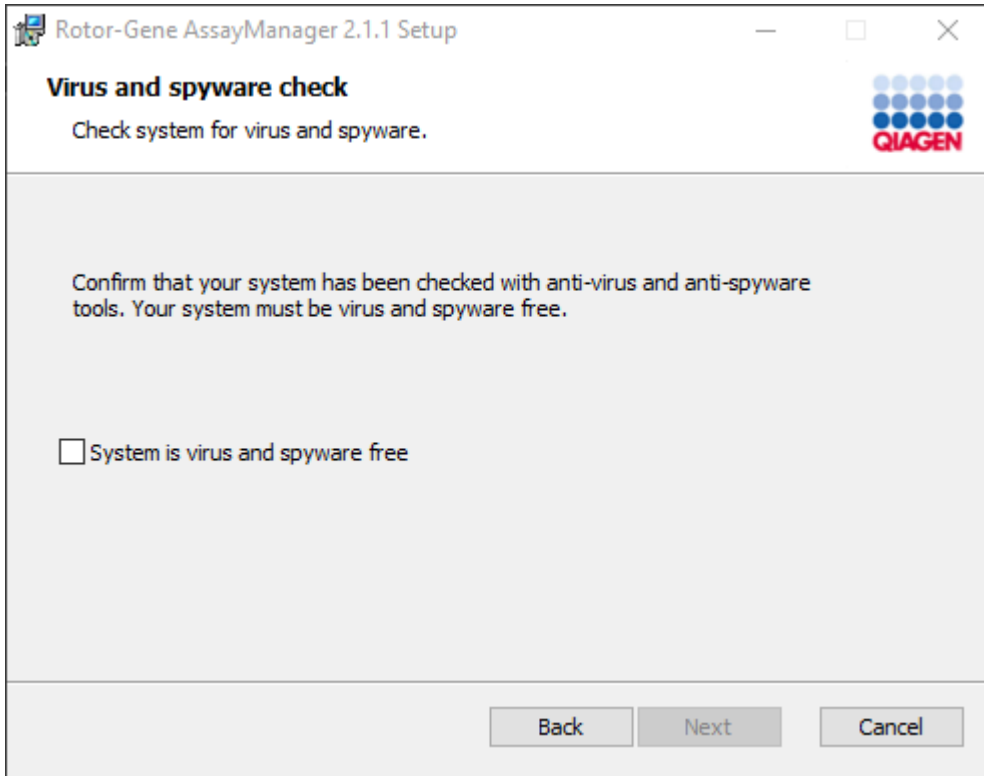 Rotor-Gene AssayManager 2.1.1 Setup
Virus and spyware check
Check system for virus and spyware.
QIAGEN
Confirm that your system has been checked with anti-virus and anti-spyware
tools. Your system must be virus and spyware free.
System is virus and spyware free
Back Next Cancel